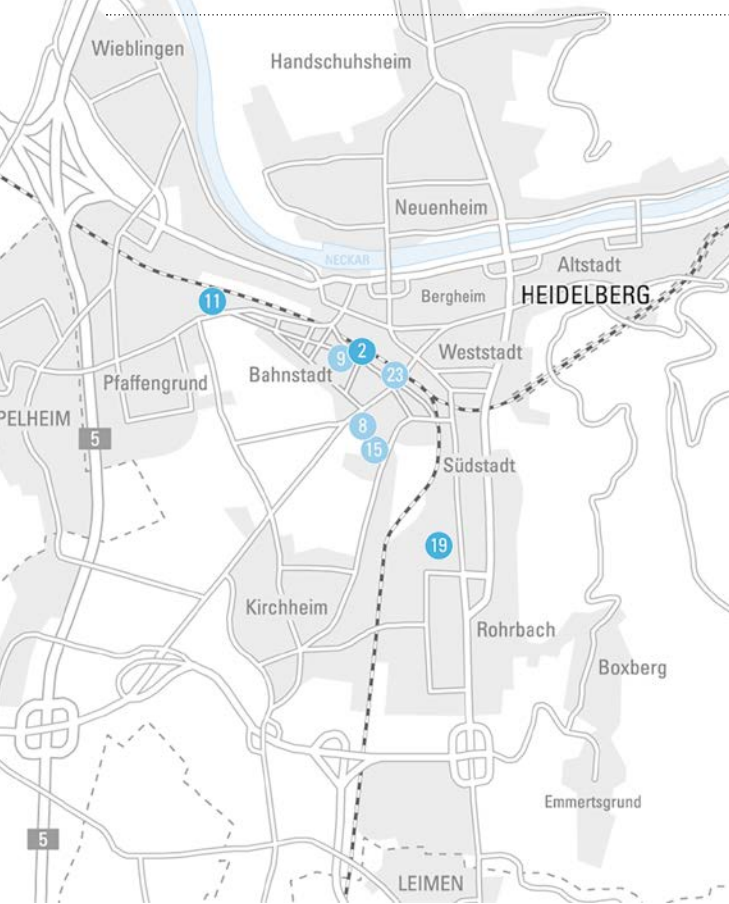 Wieblingen
Handschuhsheim
Neuenheim
NECKAR
Altstadt
Bergheim
HEIDELBERG
11
2
9
Weststadt
23
Bahnstadt
Pfaffengrund
PELHEIM
5
8
15
Südstadt
19
Kirchheim
Rohrbach
Boxberg
Emmertsgrund
5
LEIMEN